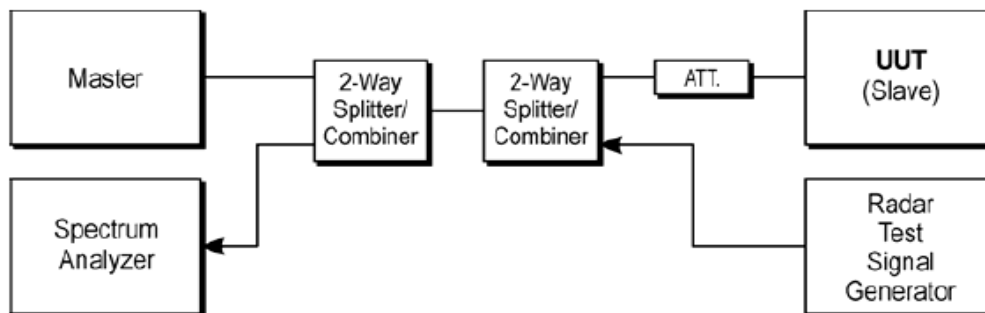 Master
2-Way
Splitter/
Combiner
2-Way
Splitter/
Combiner
ATT.
UUT
(Slave)
Spectrum
Analyzer
Radar
Test
Signal
Generator